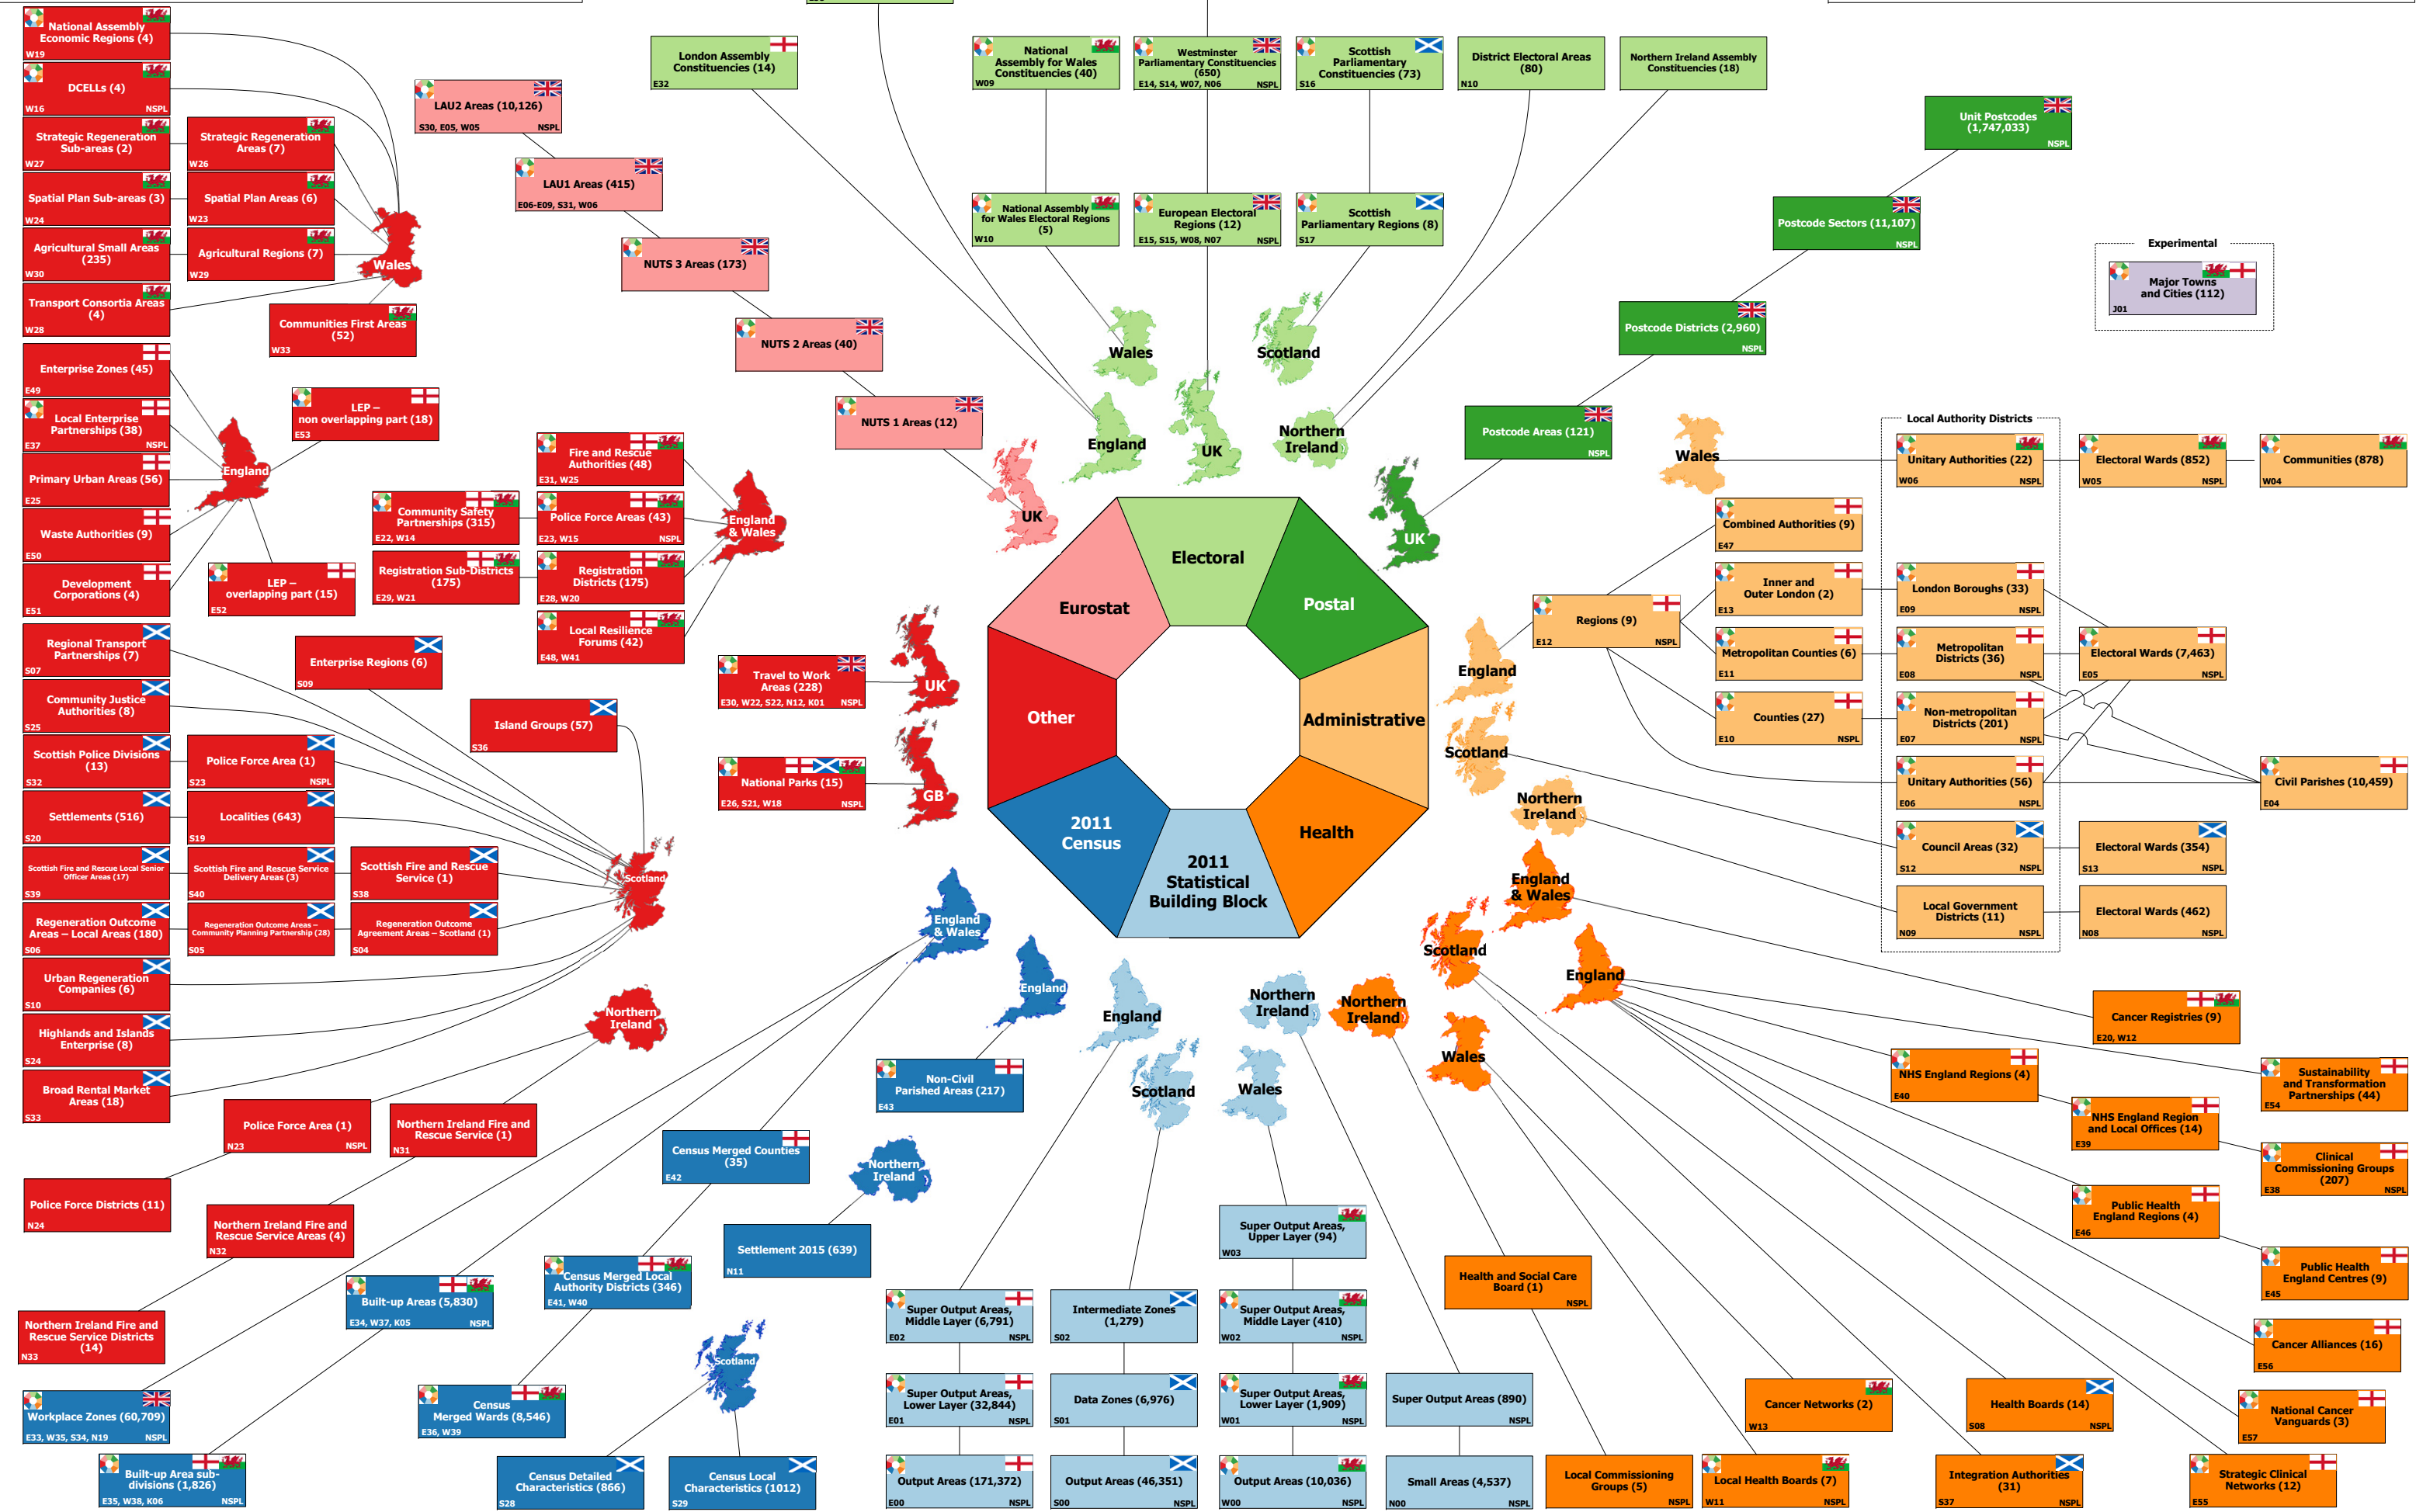 National Assembly
Economic Regions (4)
W19
DCELLs (4)
W16 NSPL
Strategic Regeneration
Sub-areas (2)
W27
Strategic Regeneration
Areas (7)
W26
Spatial Plan Sub-areas (3)
W24
Spatial Plan Areas (6)
W23
Agricultural Small Areas
(235)
W30
Agricultural Regions (7)
W29
Transport Consortia Areas
(4)
W28
Communities First Areas
(52)
W33
Wales
Enterprise Zones (45)
E49
Local Enterprise
Partnerships (38)
E37 NSPL
Primary Urban Areas (56)
E25
Waste Authorities (9)
E50
Development
Corporations (4)
E51
LEP –
non overlapping part (18)
E53
England
LEP –
overlapping part (15)
E52
Fire and Rescue
Authorities (48)
E31, W25
Community Safety
Partnerships (315)
E22, W14
Police Force Areas (43)
E23, W15 NSPL
Registration Sub-Districts
(175)
E29, W21
Registration
Districts (175)
E28, W20
Local Resilience
Forums (42)
E48, W41
England
& Wales
Regional Transport
Partnerships (7)
S07
Community Justice
Authorities (8)
S25
Scottish Police Divisions
(13)
S32
Police Force Area (1)
S23 NSPL
Settlements (516)
S20
Localities (643)
S19
Scottish Fire and Rescue Local Senior
Officer Areas (17)
S39
Scottish Fire and Rescue Service
Delivery Areas (3)
S40
Scottish Fire and Rescue
Service (1)
S38
Regeneration Outcome
Areas – Local Areas (180)
S06
Regeneration Outcome Areas –
Community Planning Partnership (28)
S05
Regeneration Outcome
Agreement Areas – Scotland (1)
S04
Urban Regeneration
Companies (6)
S10
Highlands and Islands
Enterprise (8)
S24
Broad Rental Market
Areas (18)
S33
Enterprise Regions (6)
S09
Island Groups (57)
S36
Scotland
Travel to Work
Areas (228)
E30, W22, S22, N12, K01 NSPL
UK
National Parks (15)
E26, S21, W18 NSPL
GB
Northern
Ireland
Police Force Area (1)
N23 NSPL
Police Force Districts (11)
N24
Northern Ireland Fire and
Rescue Service (1)
N31
Northern Ireland Fire and
Rescue Service Areas (4)
N32
Northern Ireland Fire and
Rescue Service Districts
(14)
N33
LAU2 Areas (10,126)
S30, E05, W05 NSPL
LAU1 Areas (415)
E06-E09, S31, W06
NUTS 3 Areas (173)
NUTS 2 Areas (40)
NUTS 1 Areas (12)
UK
London Assembly
Constituencies (14)
E32
National
Assembly for Wales
Constituencies (40)
W09
Westminster
Parliamentary Constituencies
(650)
E14, S14, W07, N06 NSPL
Scottish
Parliamentary
Constituencies (73)
S16
District Electoral Areas
(80)
N10
Northern Ireland Assembly
Constituencies (18)
National Assembly
for Wales Electoral Regions
(5)
W10
European Electoral
Regions (12)
E15, S15, W08, N07 NSPL
Scottish
Parliamentary Regions (8)
S17
Wales
Scotland
England
UK
Northern
Ireland
Unit Postcodes
(1,747,033)
NSPL
Postcode Sectors (11,107)
NSPL
Postcode Districts (2,960)
NSPL
Postcode Areas (121)
NSPL
UK
Experimental
Major Towns
and Cities (112)
J01
Electoral
Postal
Eurostat
Other
Administrative
2011
Census
Health
2011
Statistical
Building Block
Local Authority Districts
Wales
Unitary Authorities (22)
W06 NSPL
Electoral Wards (852)
W05 NSPL
Communities (878)
W04
Combined Authorities (9)
E47
Inner and
Outer London (2)
E13
London Boroughs (33)
E09 NSPL
Regions (9)
E12 NSPL
England
Metropolitan Counties (6)
E11
Metropolitan
Districts (36)
E08 NSPL
Electoral Wards (7,463)
E05 NSPL
Counties (27)
E10 NSPL
Non-metropolitan
Districts (201)
E07 NSPL
Scotland
Unitary Authorities (56)
E06 NSPL
Civil Parishes (10,459)
E04
Northern
Ireland
Council Areas (32)
S12 NSPL
Electoral Wards (354)
S13 NSPL
Local Government
Districts (11)
N09 NSPL
Electoral Wards (462)
N08 NSPL
England
& Wales
Scotland
England
Northern
Ireland
Wales
Cancer Registries (9)
E20, W12
Sustainability
and Transformation
Partnerships (44)
E54
NHS England Regions (4)
E40
NHS England Region
and Local Offices (14)
E39
Clinical
Commissioning Groups
(207)
E38 NSPL
Public Health
England Regions (4)
E46
Public Health
England Centres (9)
E45
Cancer Alliances (16)
E56
National Cancer
Vanguards (3)
E57
Strategic Clinical
Networks (12)
E55
Health Boards (14)
S08 NSPL
Integration Authorities
(31)
S37 NSPL
Cancer Networks (2)
W13
Local Health Boards (7)
W11 NSPL
Health and Social Care
Board (1)
NSPL
Local Commissioning
Groups (5)
NSPL
England
Scotland
Northern
Ireland
Wales
Super Output Areas,
Upper Layer (94)
W03
Super Output Areas,
Middle Layer (6,791)
E02 NSPL
Intermediate Zones
(1,279)
S02 NSPL
Super Output Areas,
Middle Layer (410)
W02 NSPL
Super Output Areas,
Lower Layer (32,844)
E01 NSPL
Data Zones (6,976)
S01 NSPL
Super Output Areas,
Lower Layer (1,909)
W01 NSPL
Super Output Areas (890)
NSPL
Output Areas (171,372)
E00 NSPL
Output Areas (46,351)
S00 NSPL
Output Areas (10,036)
W00 NSPL
Small Areas (4,537)
N00 NSPL
England
& Wales
England
Non-Civil
Parished Areas (217)
E43
Census Merged Counties
(35)
E42
Northern
Ireland
Settlement 2015 (639)
N11
Census Merged Local
Authority Districts (346)
E41, W40
Built-up Areas (5,830)
E34, W37, K05 NSPL
Scotland
Workplace Zones (60,709)
E33, W35, S34, N19 NSPL
Census
Merged Wards (8,546)
E36, W39
Built-up Area sub-
divisions (1,826)
E35, W38, K06 NSPL
Census Detailed
Characteristics (866)
S28
Census Local
Characteristics (1012)
S29